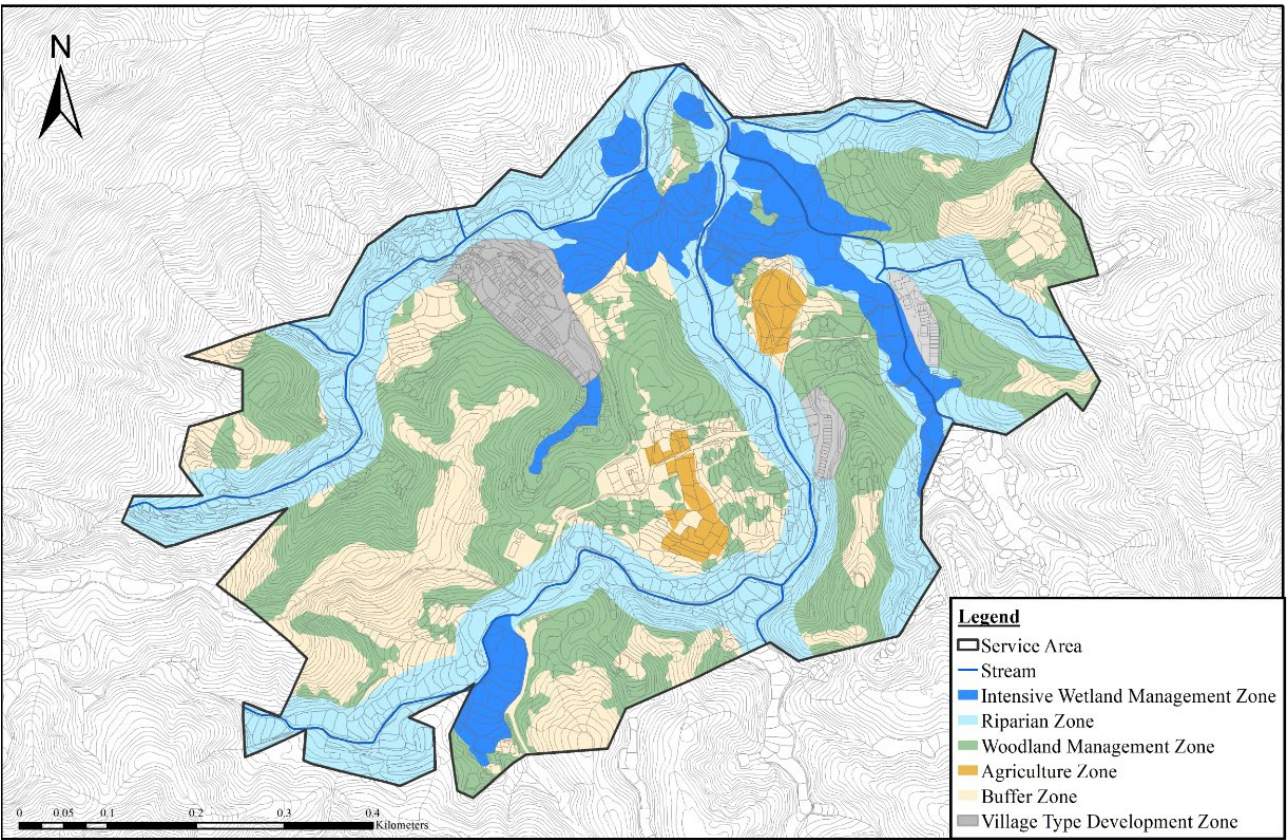 N
Legend
Service Area
Stream
Intensive Wetland Management Zone
Riparian Zone
Woodland Management Zone
Agriculture Zone
Buffer Zone
Village Type Development Zone
0 0.05 0.1 0.2 0.3 0.4
Kilometers